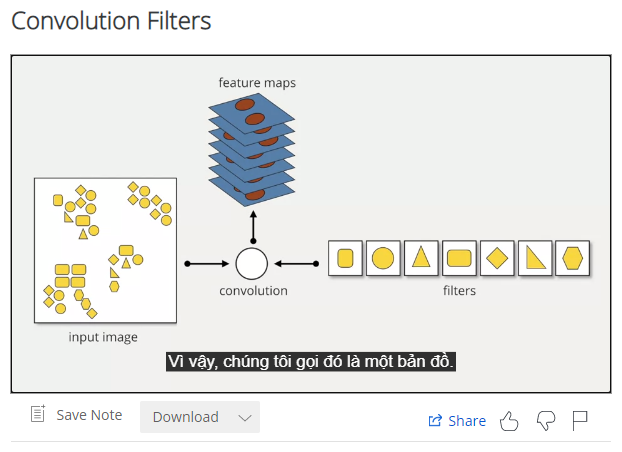 Convolution Filters
feature maps
convolution
filters
input image
Vì vậy, chúng tôi gọi đó là một bản đồ.
Save Note
Download
Share